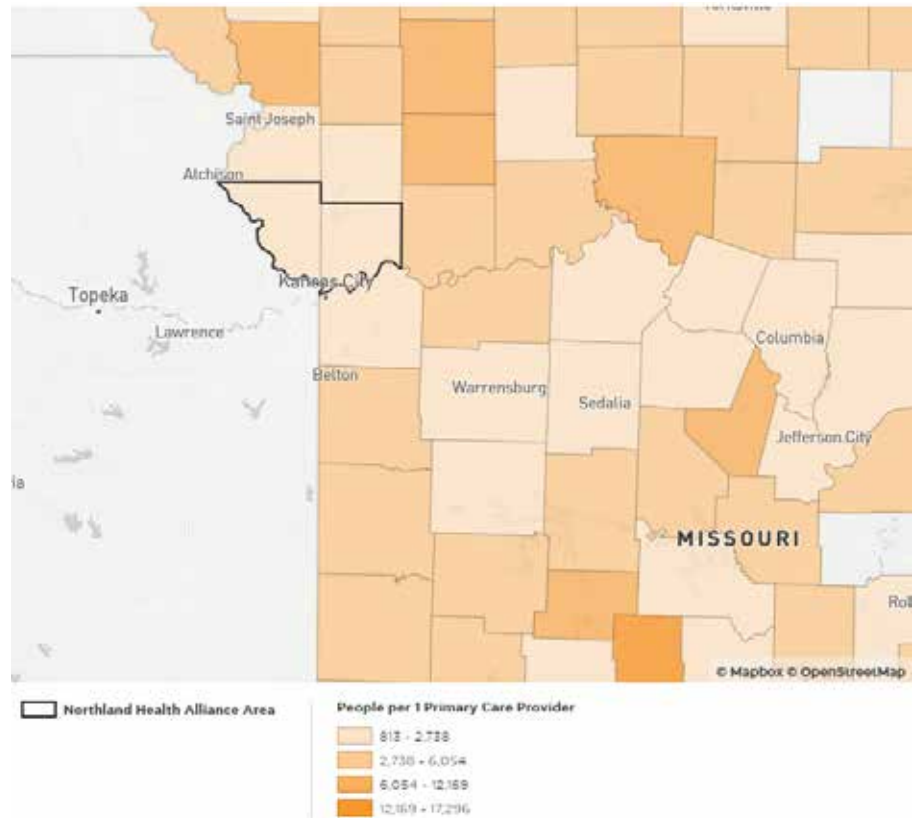 Saint Joseph
Atchison
Kansas City
Topeka
Lawrence
Columbia
Belton
Warrensburg
Sedalia
Jefferson City
MISSOURI
© Mapbox © OpenStreetMap
Northland Health Alliance Area
People per 1 Primary Care Provider
813 - 2,738
2,738 - 6,054
6,054 - 12,169
12,169 - 17,296